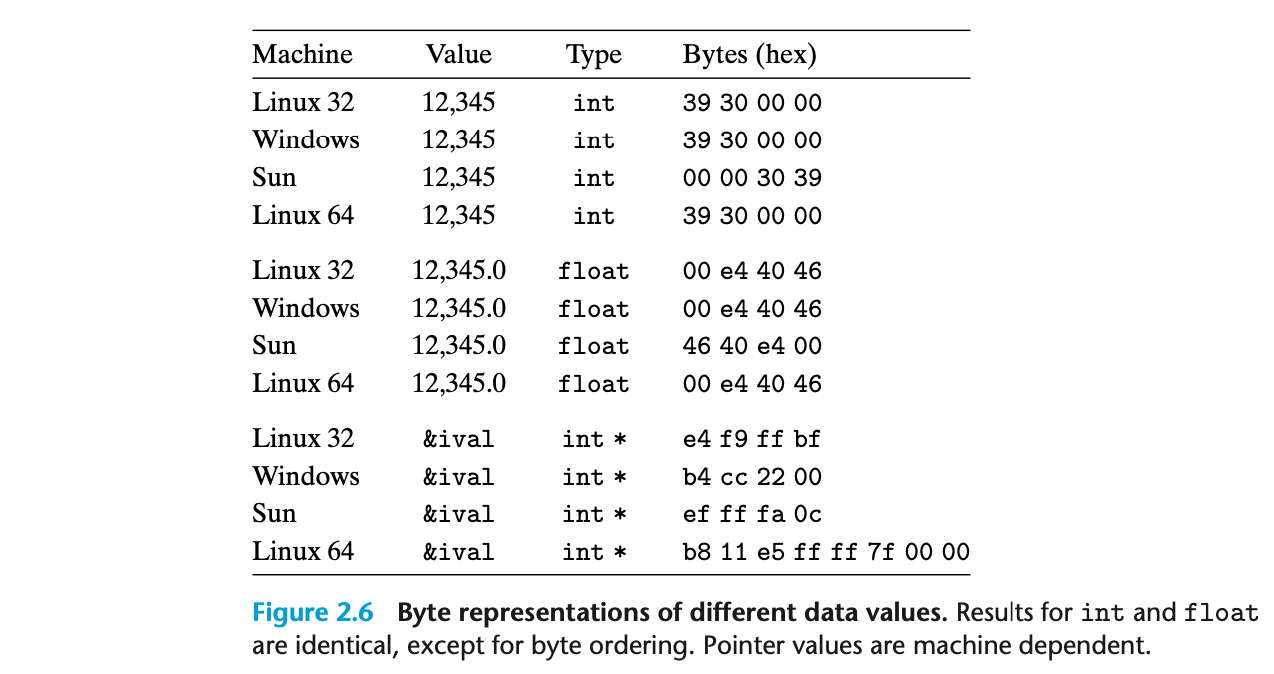 Machine Value Type Bytes (hex)
Linux 32 12,345 int 39 30 00 00
Windows 12,345 int 39 30 00 00
Sun 12,345 int 00 00 30 39
Linux 64 12,345 int 39 30 00 00
Linux 32 12,345.0 float 00 e4 40 46
Windows 12,345.0 float 00 e4 40 46
Sun 12,345.0 float 46 40 e4 00
Linux 64 12,345.0 float 00 e4 40 46
Linux 32 &ival int * e4 f9 ff bf
Windows &ival int * b4 cc 22 00
Sun &ival int * ef ff fa 0c
Linux 64 &ival int * b8 11 e5 ff ff 7f 00 00
Figure 2.6 Byte representations of different data values. Results for int and float
are identical, except for byte ordering. Pointer values are machine dependent.